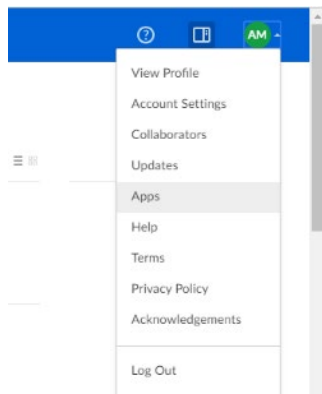 AM
View Profile
Account Settings
Collaborators
Updates
Apps
Help
Terms
Privacy Policy
Acknowledgements
Log Out